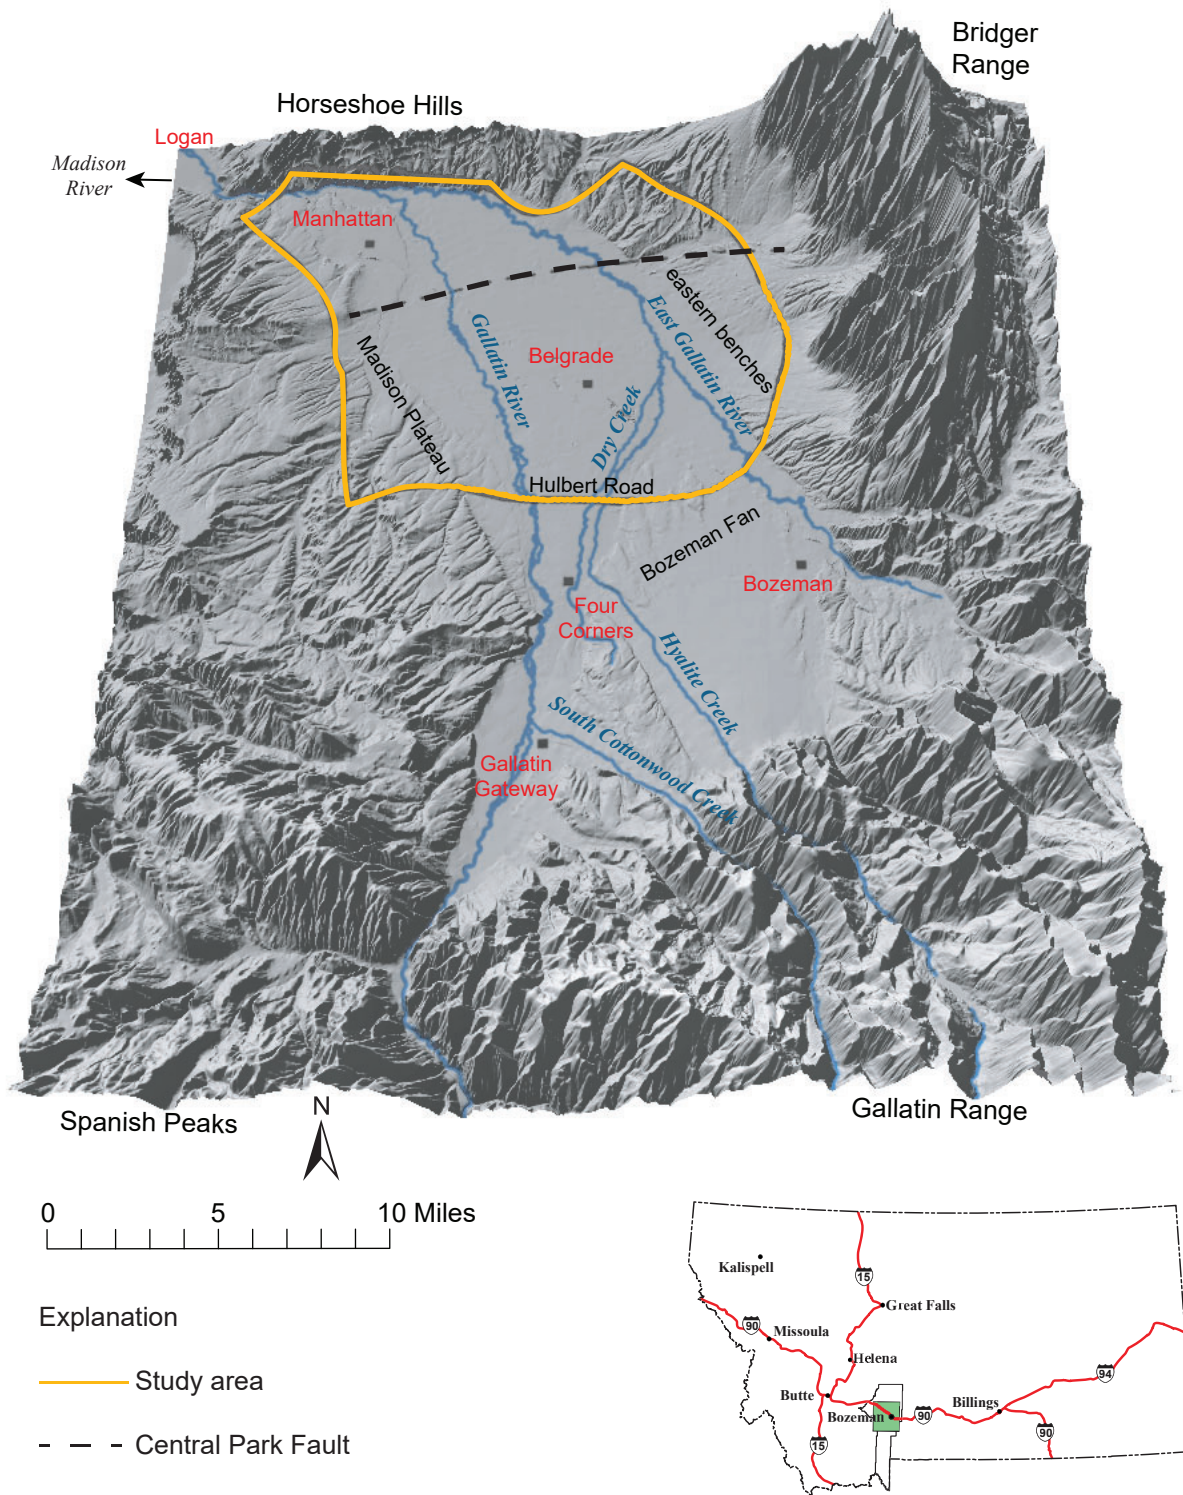 Bridger
Range
Horseshoe Hills
Logan
Madison
River
Manhattan
eastern benches
East Gallatin River
Gallatin River
Belgrade
Madison Plateau
Dry Creek
Hulbert Road
Bozeman Fan
Bozeman
Four
Corners
Hyalite Creek
South Cottonwood Creek
Gallatin
Gateway
Spanish Peaks
N
Gallatin Range
0 5 10 Miles
Explanation
Study area
Central Park Fault
Kalispell
15
Great Falls
90
Missoula
Helena
94
Butte
Billings
Bozeman
90
90
15